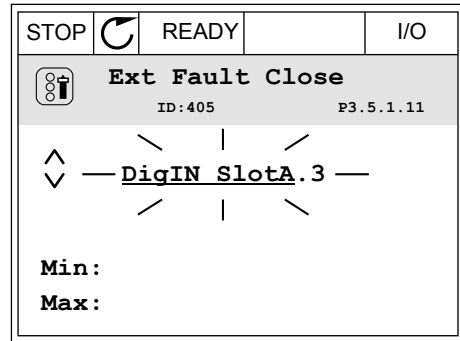 STOP READY I/O
Ext Fault Close
ID:405 P3.5.1.11
DigIN SlotA.3
Min:
Max: